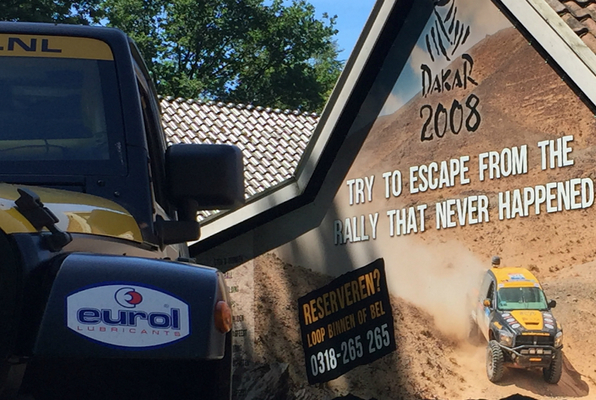 .NL
DAKAR
2008
TRY TO ESCAPE FROM THE
RALLY THAT NEVER HAPPENED
RESERVEREN?
LOOP BINNEN OF BEL
0318-265 265
eurol
LUBRICANTS